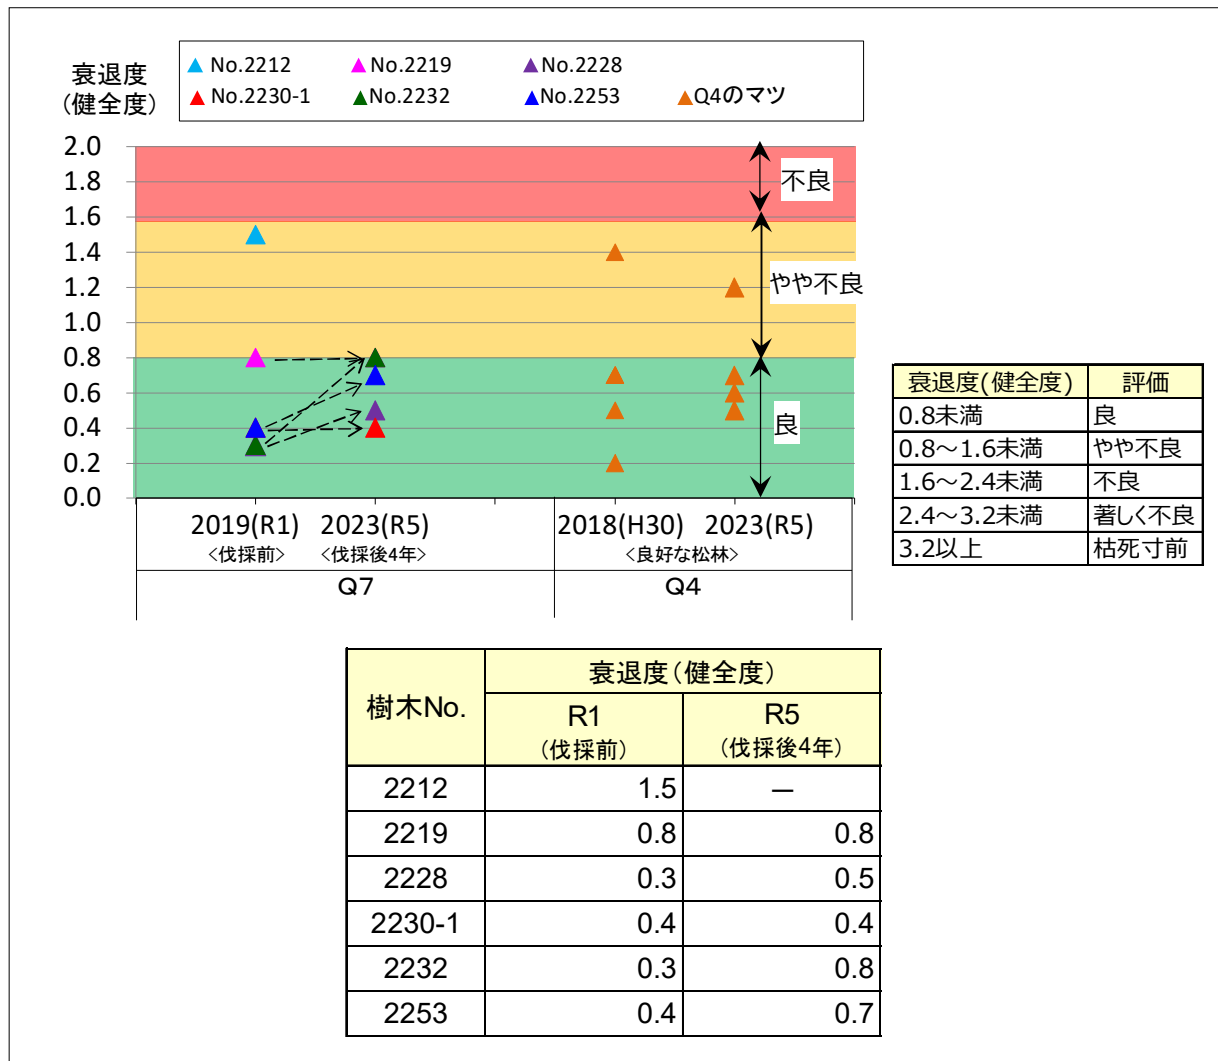 衰退度
(健全度)
No.2212 No.2219 No.2228
No.2230-1 No.2232 No.2253 Q4のマツ
2.0
1.8
1.6
1.4
1.2
1.0
0.8
0.6
0.4
0.2
0.0
不良
やや不良
良
2019(R1) 2023(R5) 2018(H30) 2023(R5)
<伐採前> <伐採後4年> <良好な松林>
Q7 Q4
衰退度(健全度) 評価
0.8未満 良
0.8～1.6未満 やや不良
1.6～2.4未満 不良
2.4～3.2未満 著しく不良
3.2以上 枯死寸前
樹木No. 衰退度(健全度)
R1 R5
(伐採前) (伐採後4年)
2212 1.5 ―
2219 0.8 0.8
2228 0.3 0.5
2230-1 0.4 0.4
2232 0.3 0.8
2253 0.4 0.7